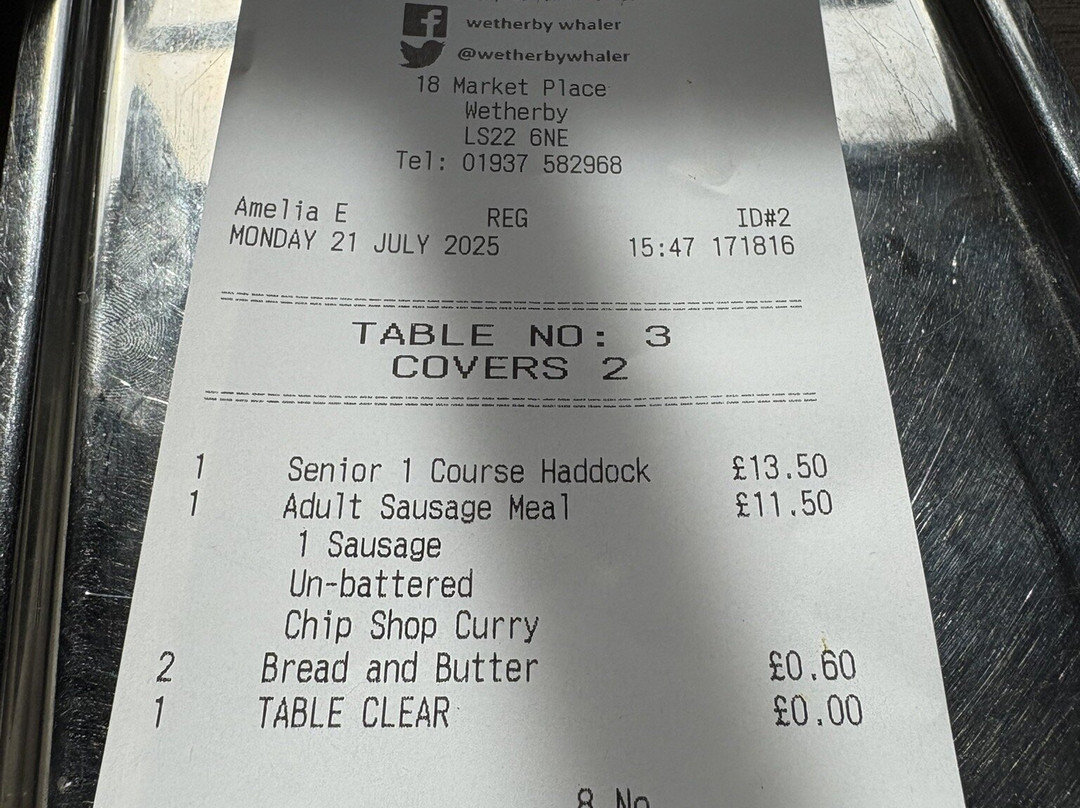 wetherby whaler
@wetherbywhaler
18 Market Place
Wetherby
LS22 6NE
Tel: 01937 582968
Amelia E REG ID#2
MONDAY 21 JULY 2025 15:47 171816
TABLE NO: 3
COVERS 2
1 Senior 1 Course Haddock £13.50
1 Adult Sausage Meal £11.50
1 Sausage
Un-battered
Chip Shop Curry
2 Bread and Butter £0.60
1 TABLE CLEAR £0.00
8 No